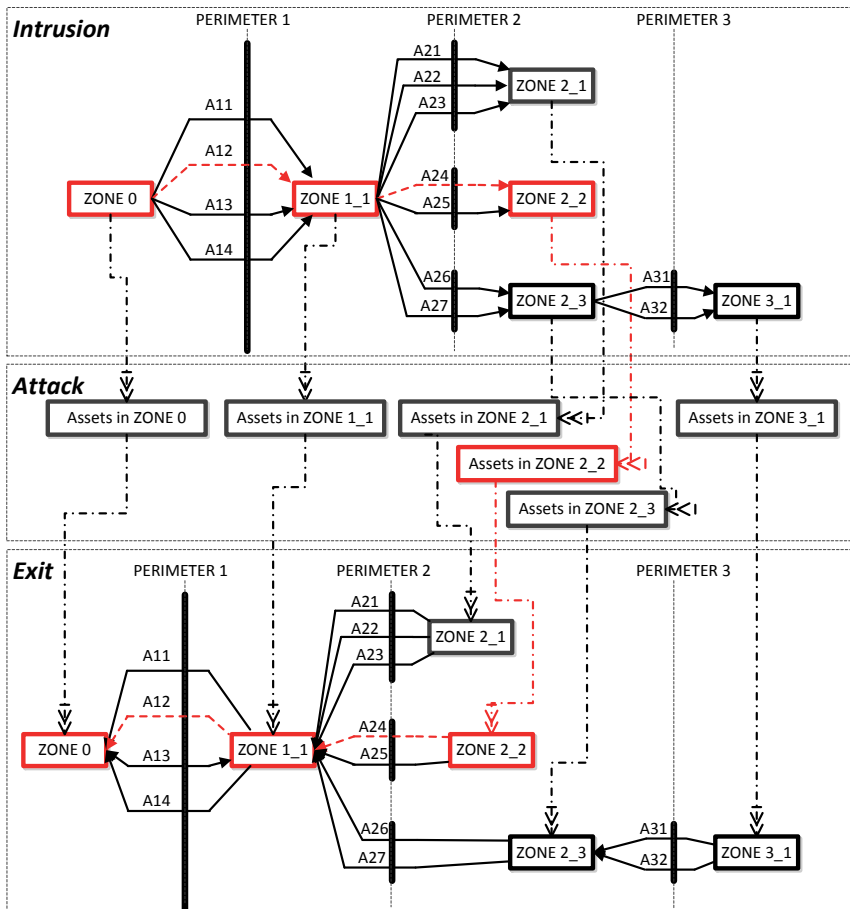 PERIMETER 1 PERIMETER 2 PERIMETER 3
Intrusion
A21
A22
ZONE 2_1
A23
A11
A12
A24
ZONE 0
ZONE 1_1
ZONE 2_2
A25
A13
A14
A26
A31
ZONE 2_3
ZONE 3_1
A27
A32
Attack
Assets in ZONE 0
Assets in ZONE 1_1
Assets in ZONE 2_1
Assets in ZONE 3_1
Assets in ZONE 2_2
Assets in ZONE 2_3
Exit
PERIMETER 1 PERIMETER 2 PERIMETER 3
A21
A22
ZONE 2_1
A23
A11
A12
A24
ZONE 0
ZONE 1_1
ZONE 2_2
A25
A13
A14
A26
A31
ZONE 2_3
ZONE 3_1
A27
A32